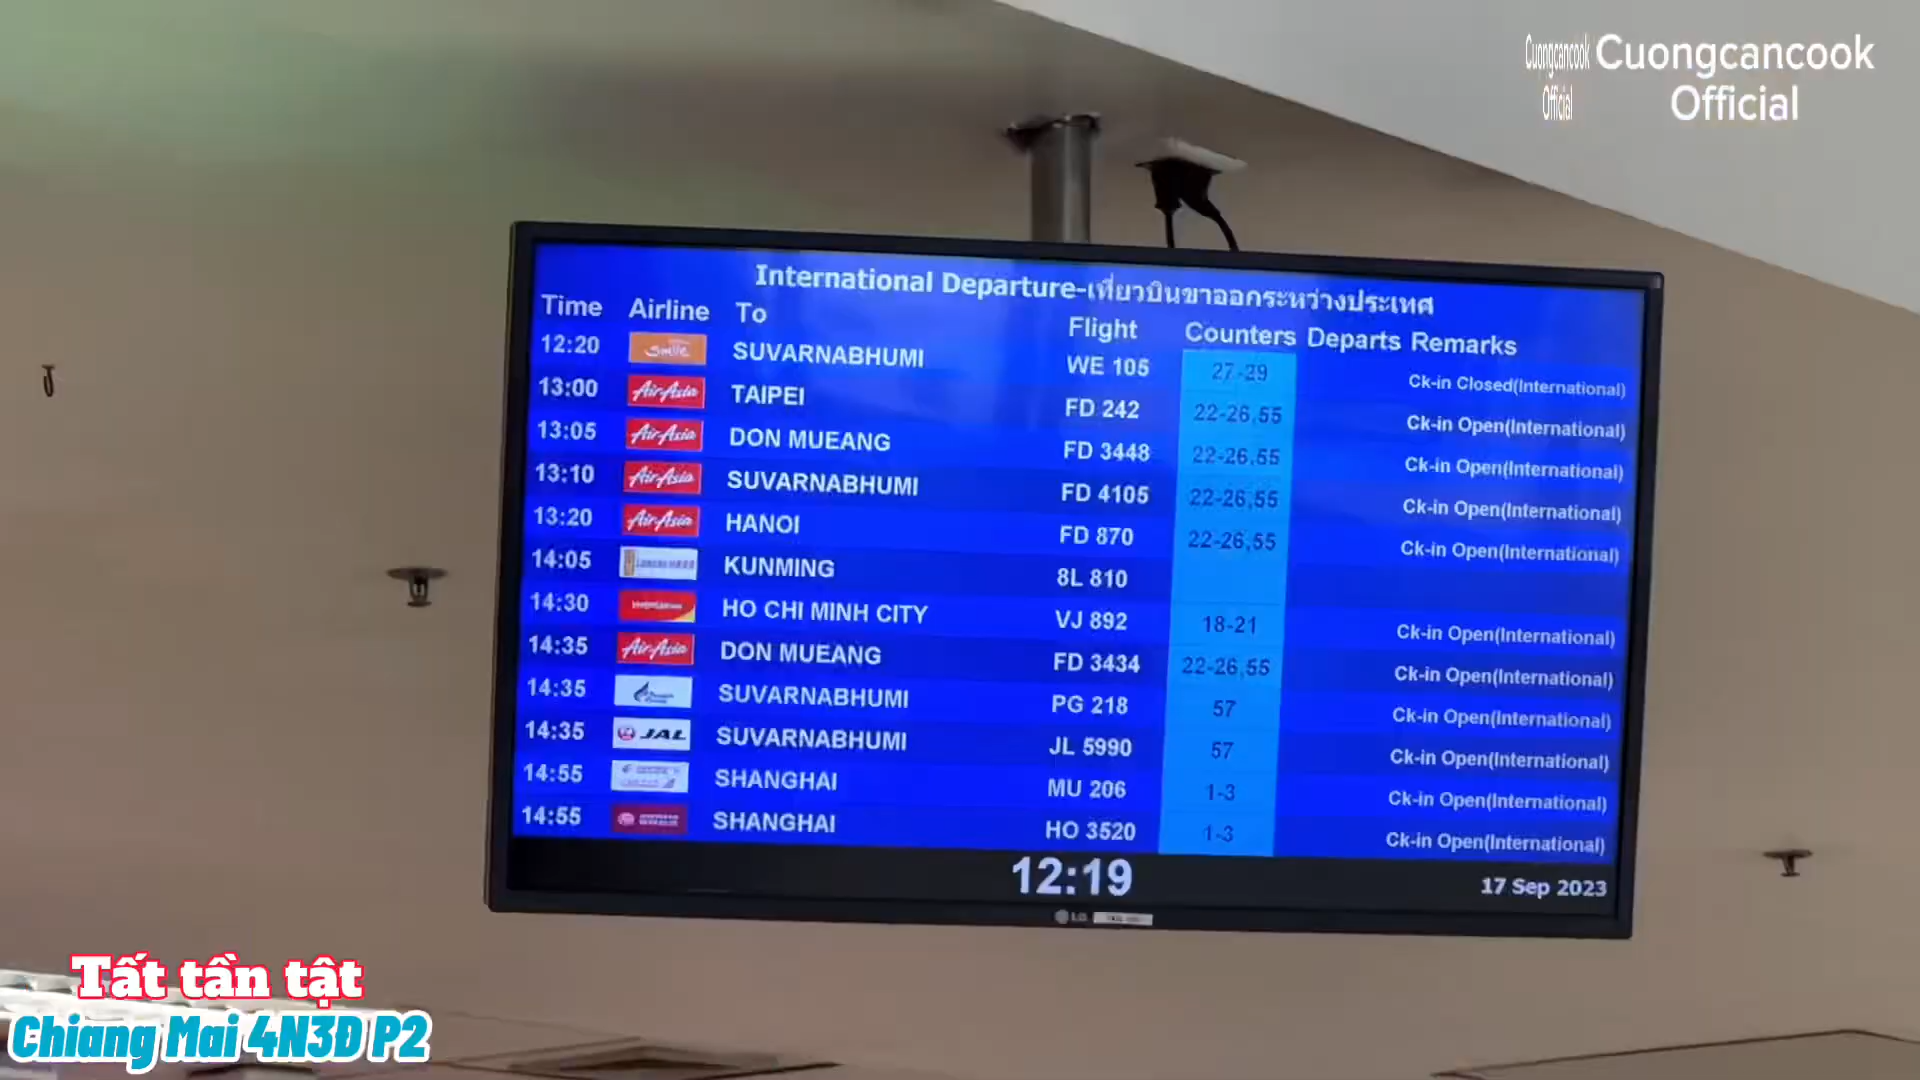 Cuongcancook Official
Cuongcancook
Official
International Departure-เที่ยวบินขาออกระหว่างประเทศ
Time Airline To Flight Counters Departs Remarks
12:20 Smile SUVARNABHUMI WE 105 27-29 Ck-in Closed(International)
13:00 AirAsia TAIPEI FD 242 22-26,55 Ck-in Open(International)
13:05 AirAsia DON MUEANG FD 3448 22-26,55 Ck-in Open(International)
13:10 AirAsia SUVARNABHUMI FD 4105 22-26,55 Ck-in Open(International)
13:20 AirAsia HANOI FD 870 22-26,55 Ck-in Open(International)
14:05 KUNMING 8L 810
14:30 HO CHI MINH CITY VJ 892 18-21 Ck-in Open(International)
14:35 AirAsia DON MUEANG FD 3434 22-26,55 Ck-in Open(International)
14:35 SUVARNABHUMI PG 218 57 Ck-in Open(International)
14:35 JAL SUVARNABHUMI JL 5990 57 Ck-in Open(International)
14:55 SHANGHAI MU 206 1-3 Ck-in Open(International)
14:55 SHANGHAI HO 3520 1-3 Ck-in Open(International)
12:19
17 Sep 2023
LG
Tất tần tật
Chiang Mai 4N3Đ P2